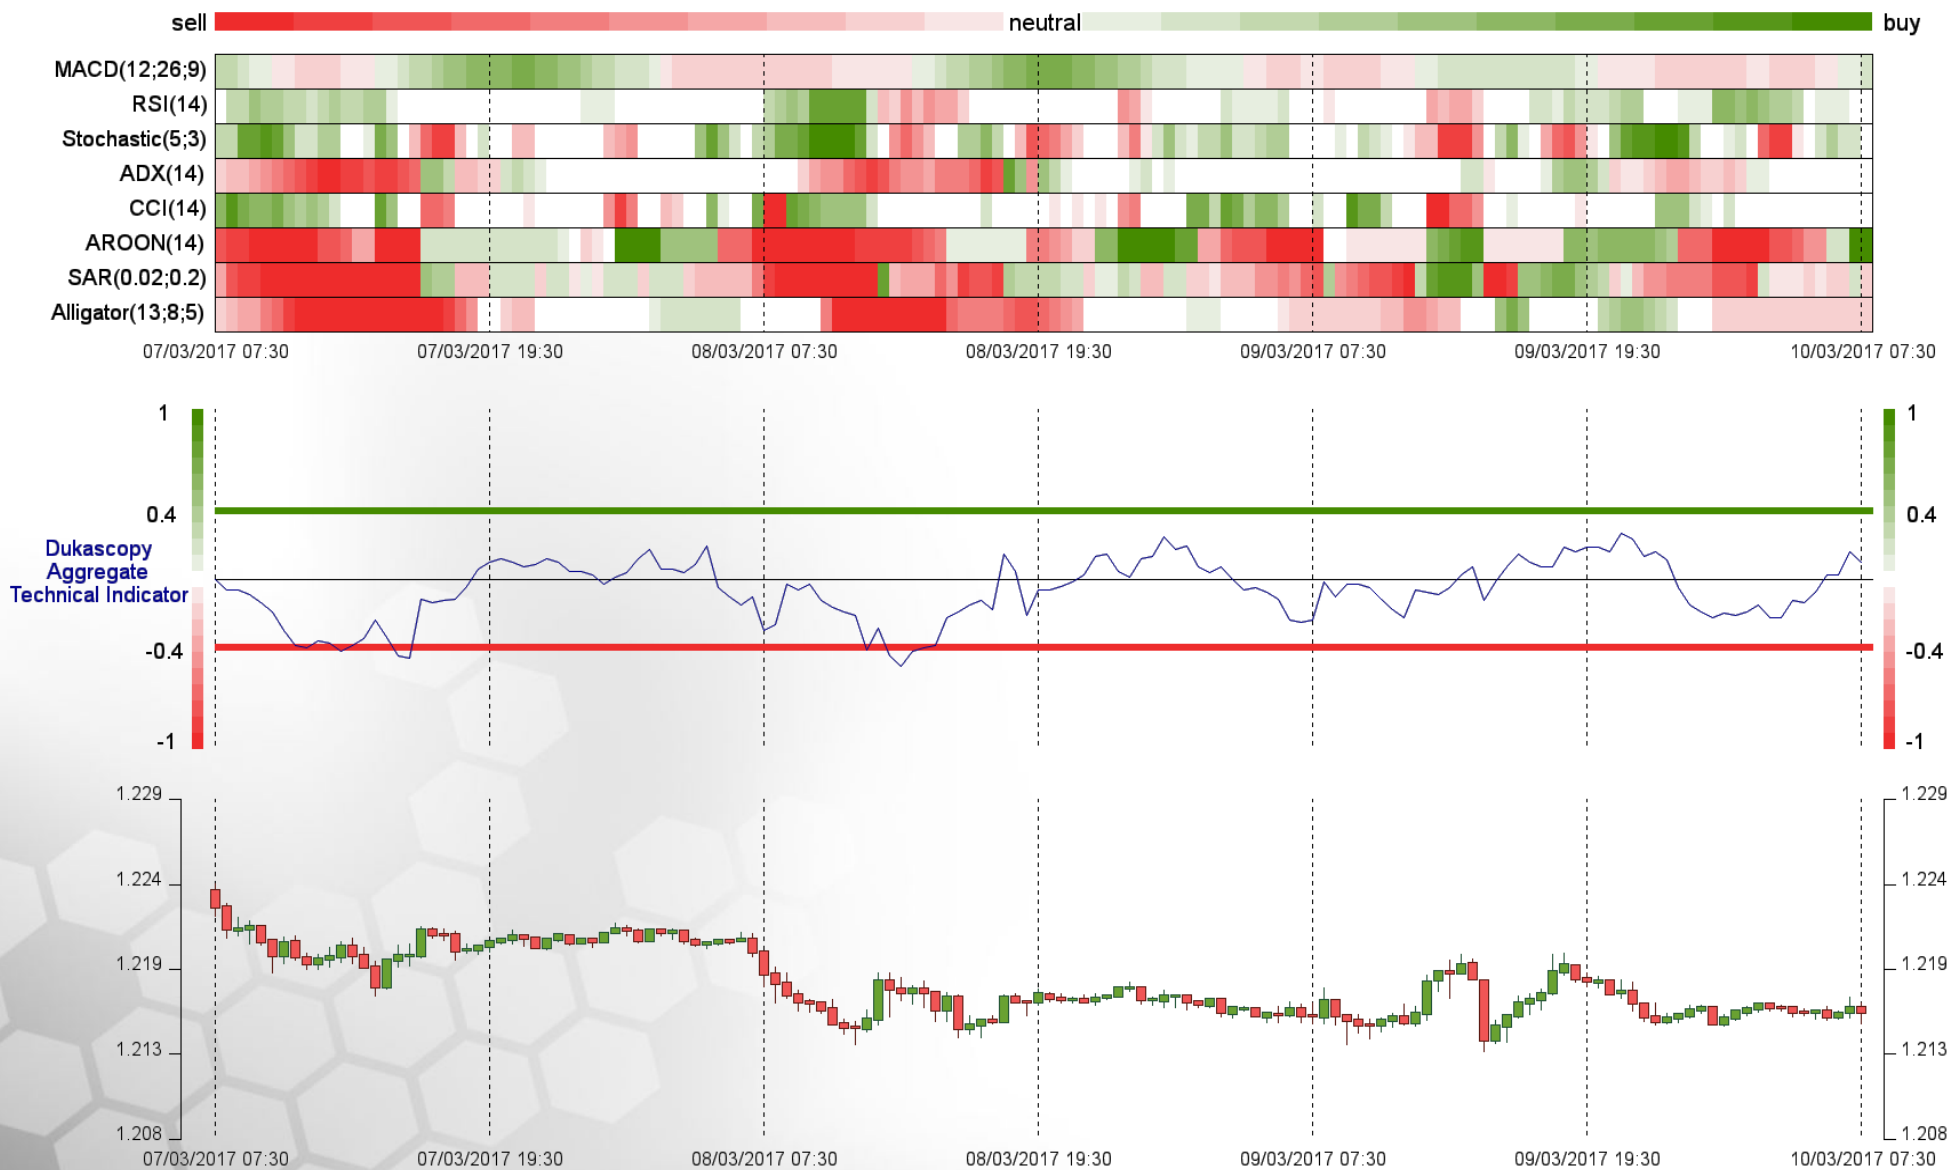 sell neutral buy
MACD(12;26;9)
RSI(14)
Stochastic(5;3)
ADX(14)
CCI(14)
AROON(14)
SAR(0.02;0.2)
Alligator(13;8;5)
07/03/2017 07:30 07/03/2017 19:30 08/03/2017 07:30 08/03/2017 19:30 09/03/2017 07:30 09/03/2017 19:30 10/03/2017 07:30
1 1
0.4 0.4
Dukascopy
Aggregate
Technical Indicator
-0.4 -0.4
-1 -1
1.229 1.229
1.224 1.224
1.219 1.219
1.213 1.213
1.208 1.208
07/03/2017 07:30 07/03/2017 19:30 08/03/2017 07:30 08/03/2017 19:30 09/03/2017 07:30 09/03/2017 19:30 10/03/2017 07:30